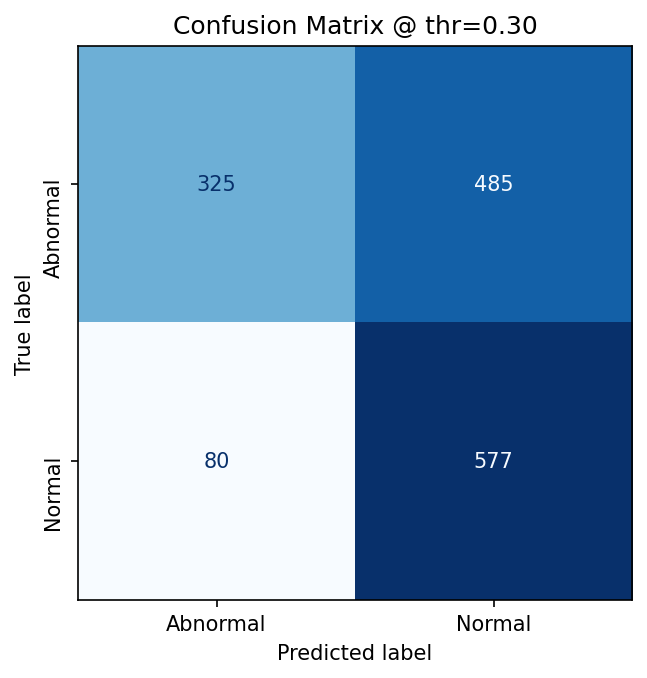 Confusion Matrix @ thr=0.30
True label
Abnormal
325
485
Normal
80
577
Abnormal
Normal
Predicted label